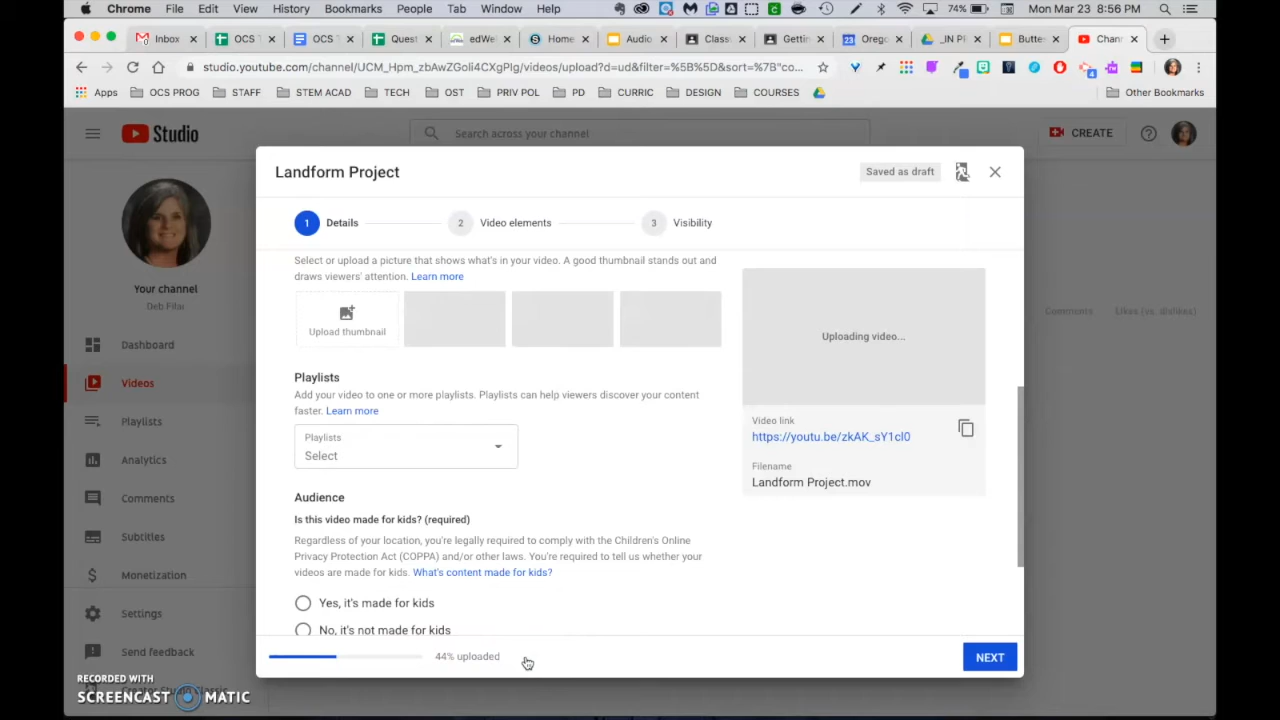 Chrome File Edit View History Bookmarks People Tab Window Help 74% Mon Mar 23 8:56 PM
Inbox OCS T OCS T Quest edWe Home Audio Class Gettin Orego _IN P Butte Chan
studio.youtube.com/channel/UCM_Hpm_zbAwZGoli4CXgPlg/videos/upload?d=ud&filter=%5B%5D&sort=%7B"co...
Apps OCS PROG STAFF STEM ACAD TECH OST PRIV POL PD CURRIC DESIGN COURSES Other Bookmarks
Studio
Search across your channel
CREATE
Your channel
Deb Filar
Dashboard
Videos
Playlists
Analytics
Comments
Subtitles
Monetization
Settings
Send feedback
Comments Likes (vs. dislikes)
Landform Project
Saved as draft
1 Details 2 Video elements 3 Visibility
Select or upload a picture that shows what's in your video. A good thumbnail stands out and
draws viewers' attention. Learn more
Upload thumbnail
Playlists
Add your video to one or more playlists. Playlists can help viewers discover your content
faster. Learn more
Playlists
Select
Audience
Is this video made for kids? (required)
Regardless of your location, you're legally required to comply with the Children's Online
Privacy Protection Act (COPPA) and/or other laws. You're required to tell us whether your
videos are made for kids. What's content made for kids?
Yes, it's made for kids
No, it's not made for kids
Uploading video...
Video link
https://youtu.be/zkAK_sY1cl0
Filename
Landform Project.mov
44% uploaded
NEXT
RECORDED WITH
SCREENCAST MATIC